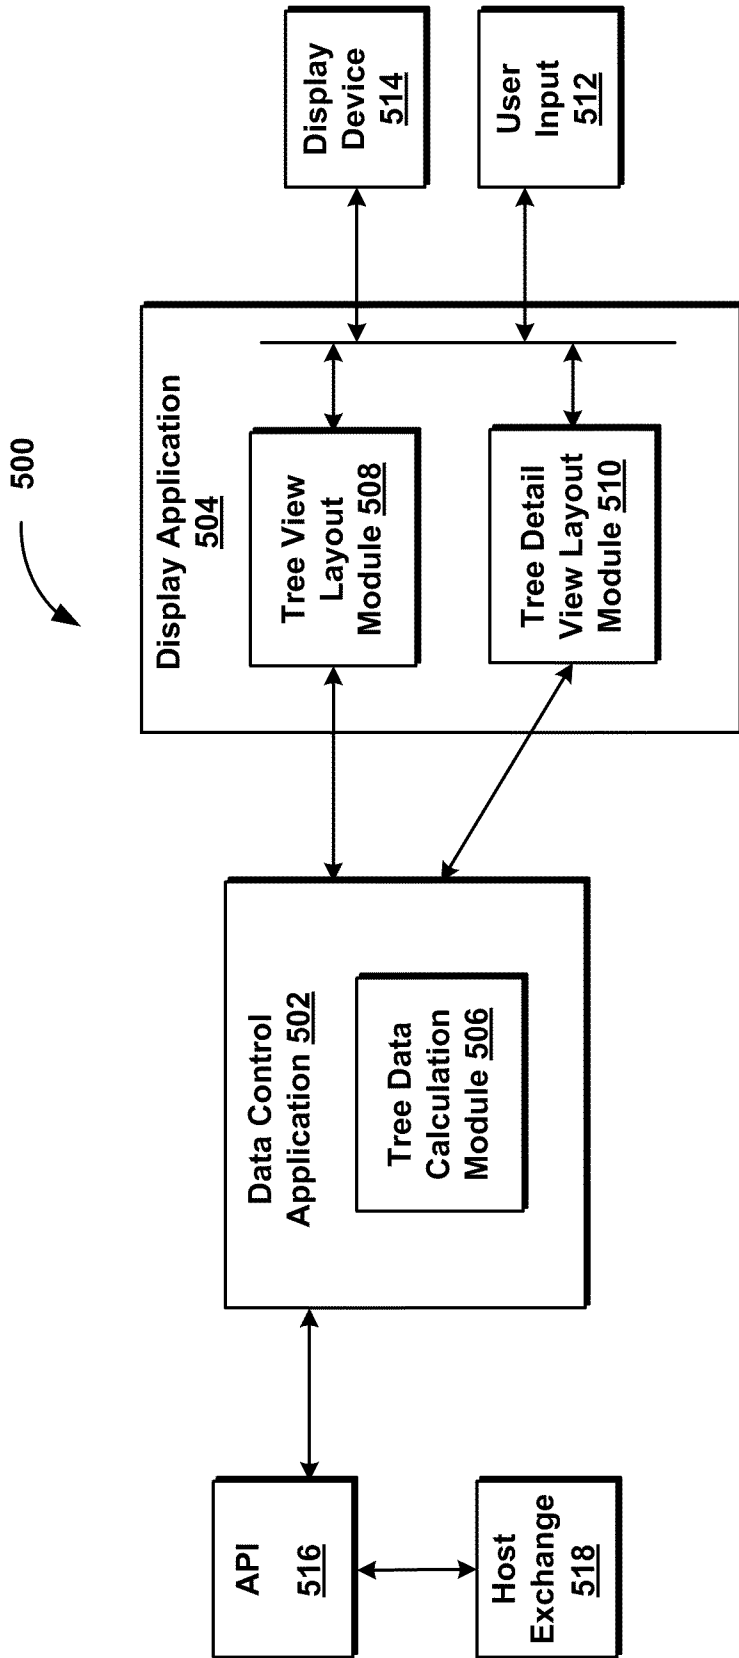 500
API
516
Host
Exchange
518
Data Control
Application 502
Tree Data
Calculation
Module 506
Display Application
504
Tree View
Layout
Module 508
Tree Detail
View Layout
Module 510
Display
Device
514
User
Input
512